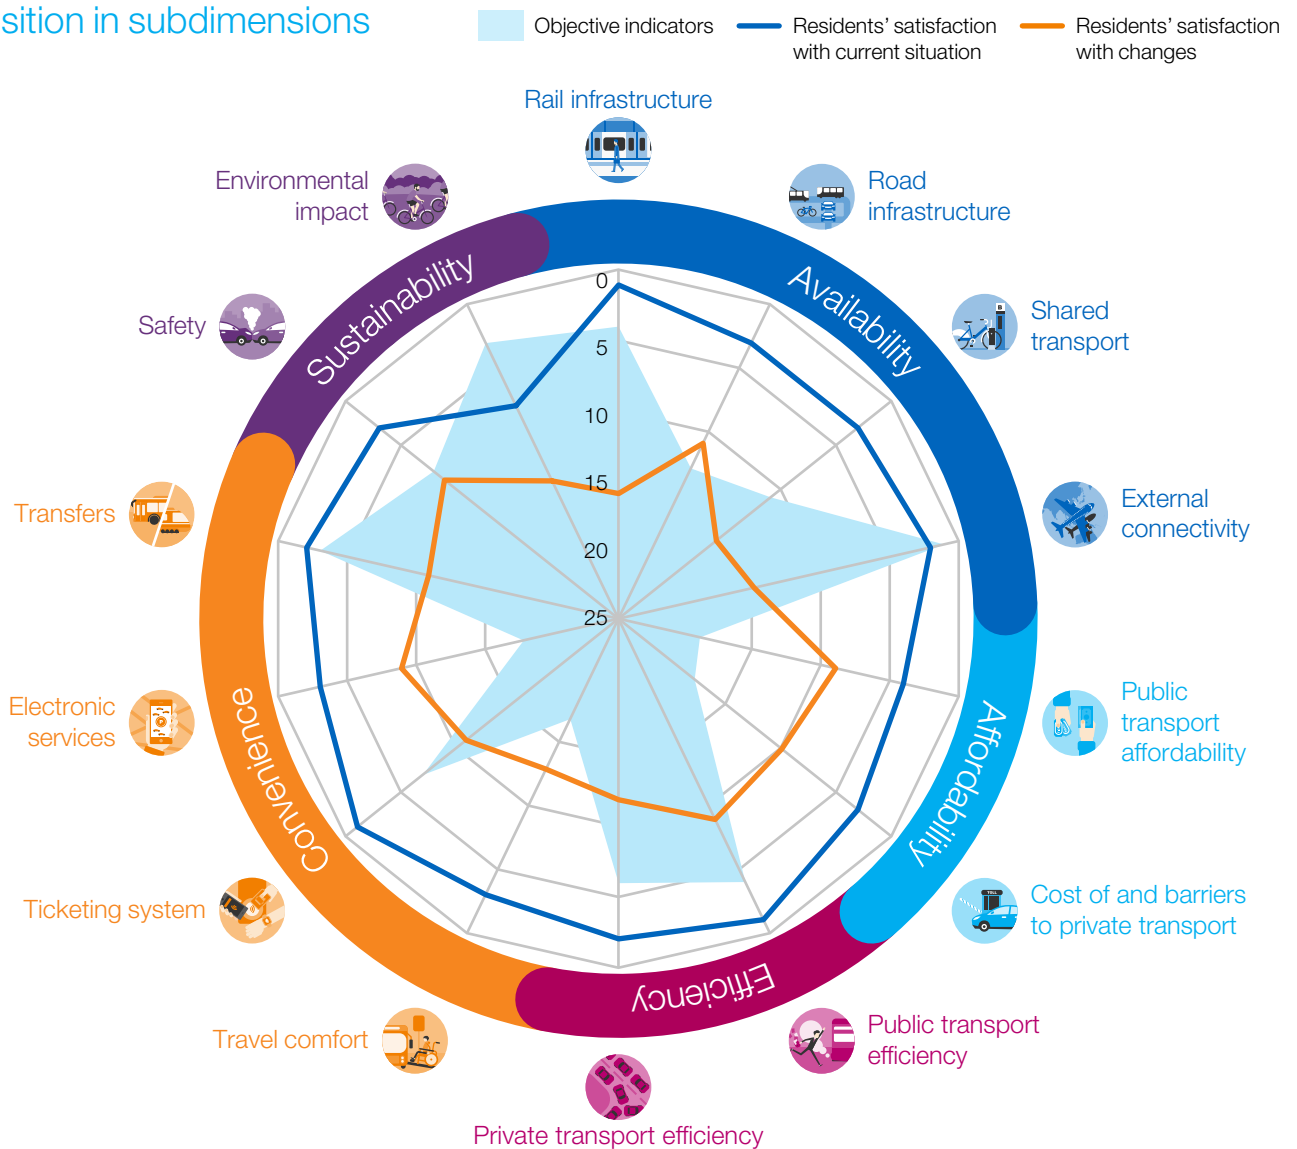 sition in subdimensions
Objective indicators
Residents' satisfaction
with current situation
Residents' satisfaction
with changes
Rail infrastructure
Environmental
impact
Road
infrastructure
Safety
Shared
transport
Sustainability
Availability
0
5
10
15
20
25
Transfers
External
connectivity
Electronic
services
Public
transport
affordability
Convenience
Affordability
Ticketing system
Cost of and barriers
to private transport
Efficiency
Travel comfort
Public transport
efficiency
Private transport efficiency